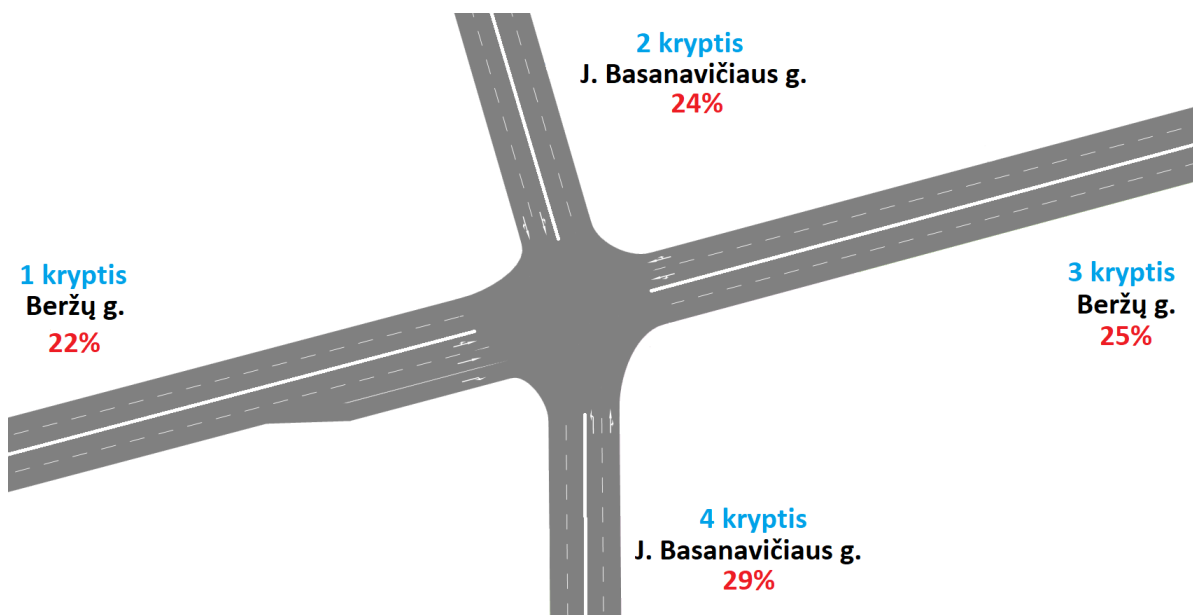 2 kryptis
J. Basanavičiaus g.
24%
1 kryptis
Beržų g.
22%
3 kryptis
Beržų g.
25%
4 kryptis
J. Basanavičiaus g.
29%